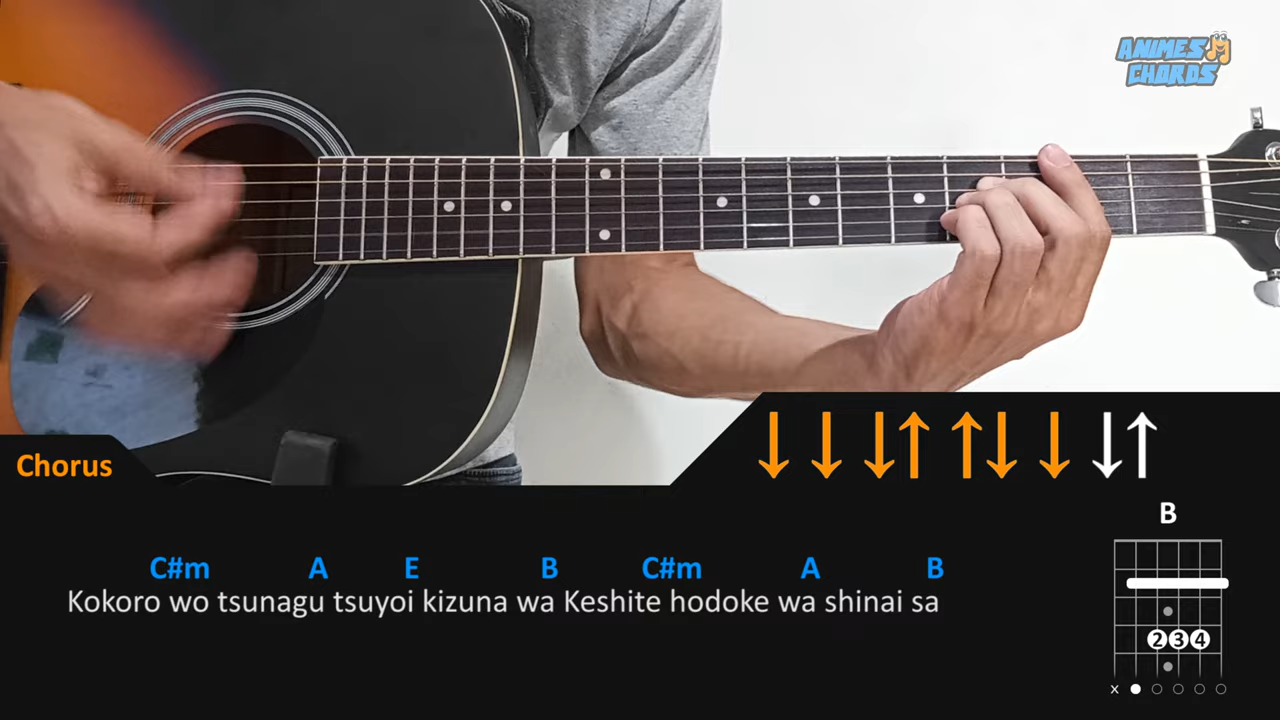 ANIMES
CHORDS
Chorus
B
C#m A E B C#m A B
Kokoro wo tsunagu tsuyoi kizuna wa Keshite hodoke wa shinai sa
2 3 4
x